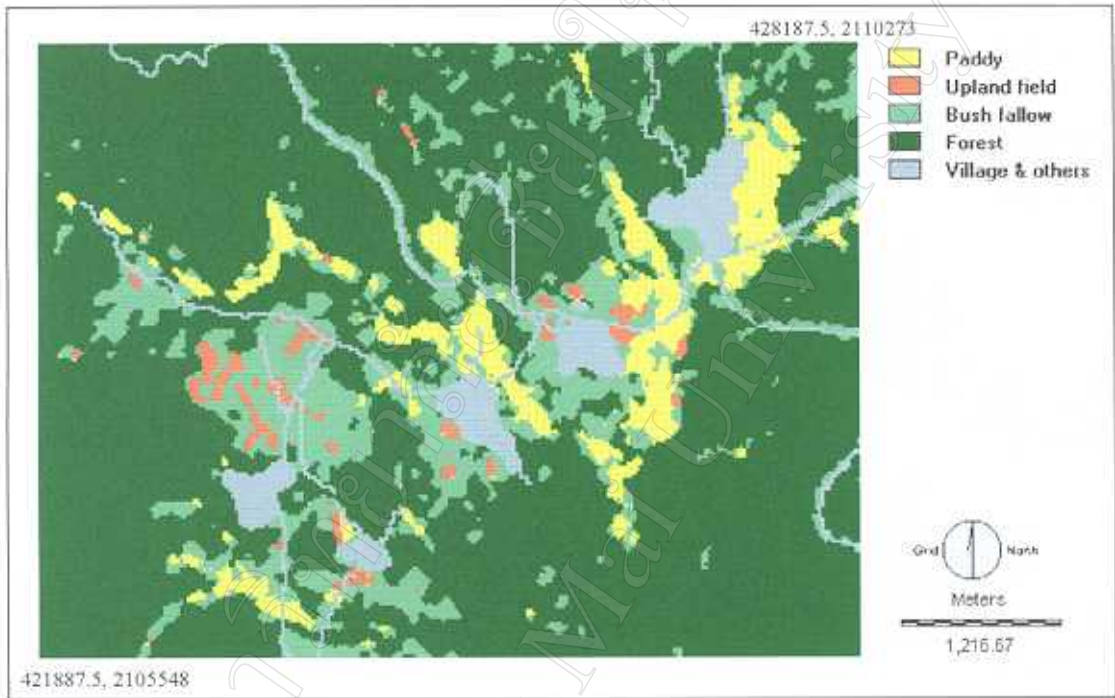 428187.5, 2110273
Paddy
Upland field
Bush fallow
Forest
Village & others
Grid North
Meters
1,216.67
421887.5, 2105548